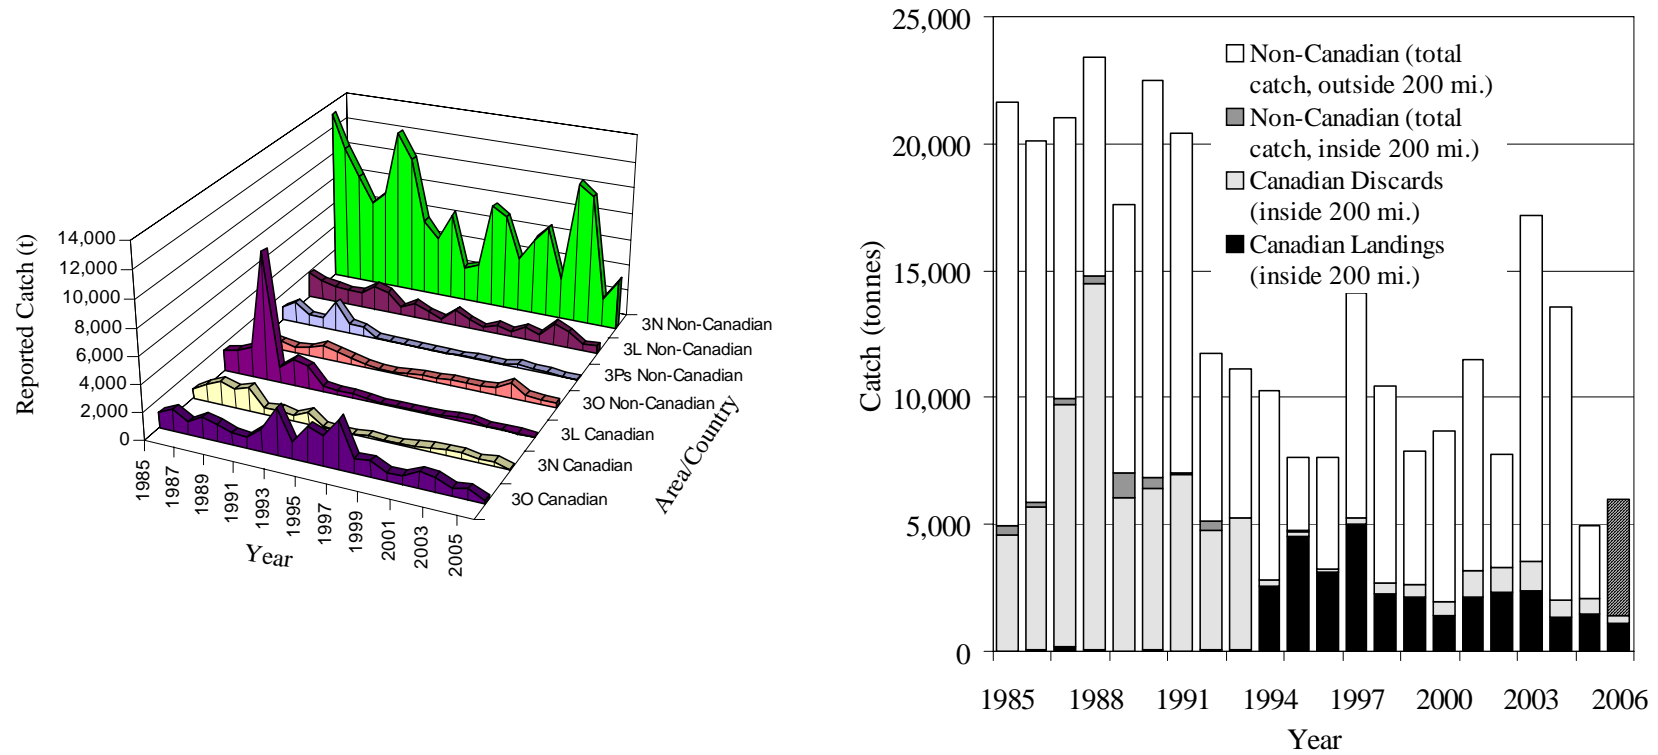 14,000
12,000
10,000
8,000
6,000
4,000
2,000
0
Reported Catch (t)
1985
1987
1989
1991
1993
1995
1997
1999
2001
2003
2005
Year
3N Non-Canadian
3L Non-Canadian
3Ps Non-Canadian
3O Non-Canadian
3L Canadian
3N Canadian
3O Canadian
Area/Country
25,000
20,000
15,000
10,000
5,000
0
Catch (tonnes)
Non-Canadian (total
catch, outside 200 mi.)
Non-Canadian (total
catch, inside 200 mi.)
Canadian Discards
(inside 200 mi.)
Canadian Landings
(inside 200 mi.)
1985
1988
1991
1994
1997
2000
2003
2006
Year